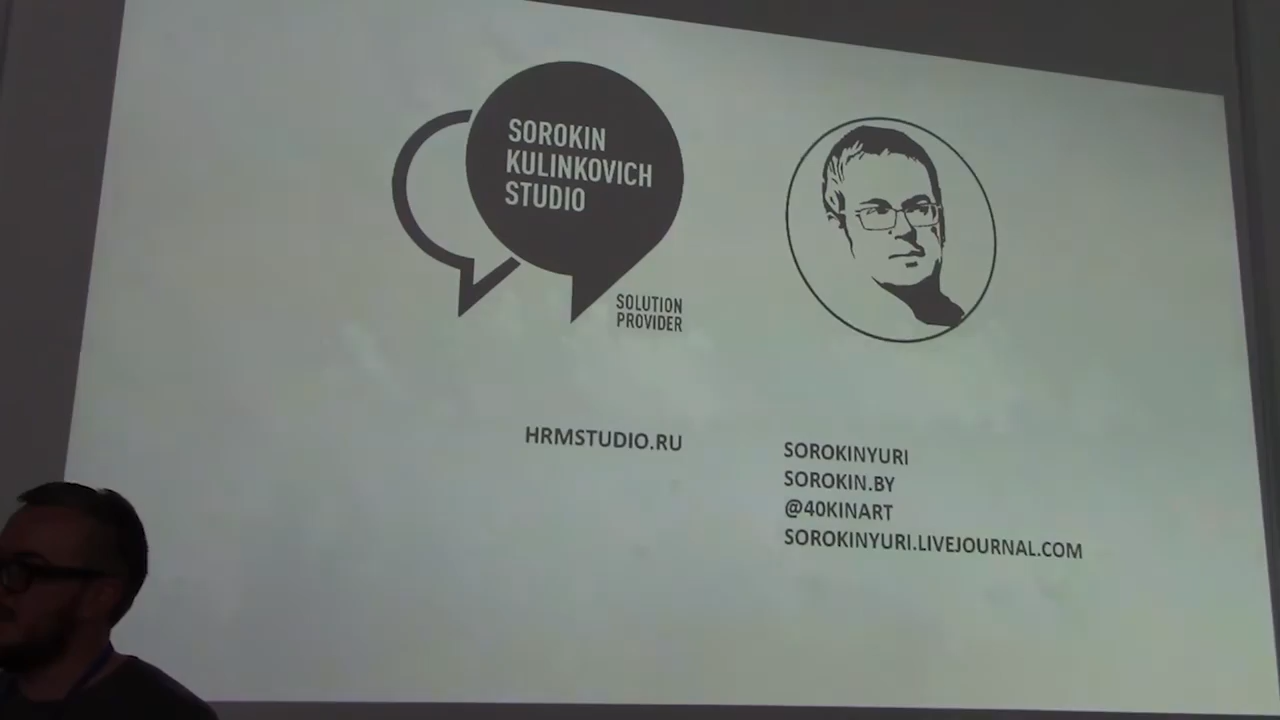 SOROKIN
KULINKOVICH
STUDIO
SOLUTION
PROVIDER
HRMSTUDIO.RU
SOROKINYURI
SOROKIN.BY
@40KINART
SOROKINYURI.LIVEJOURNAL.COM